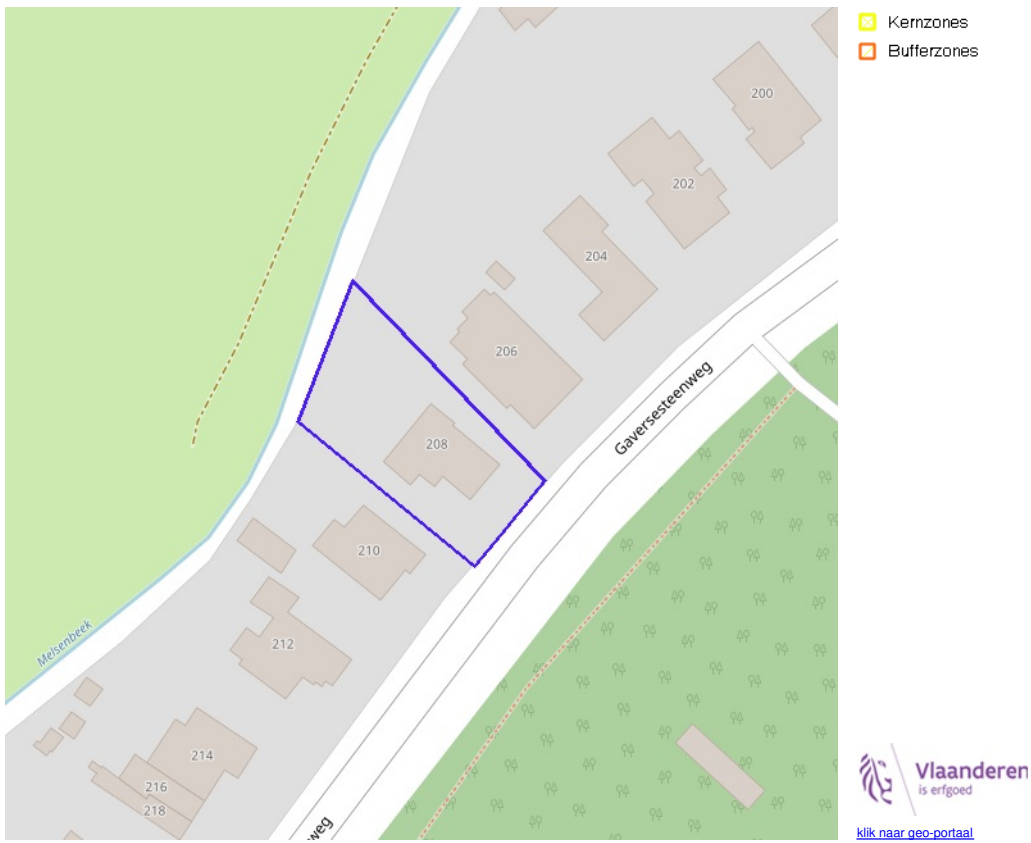 Kernzones
Bufferzones
200
202
204
206
Gaversesteenweg
208
210
Melsenbeek
212
214
216
218
weg
Vlaanderen
is erfgoed
klik naar geo-portaal